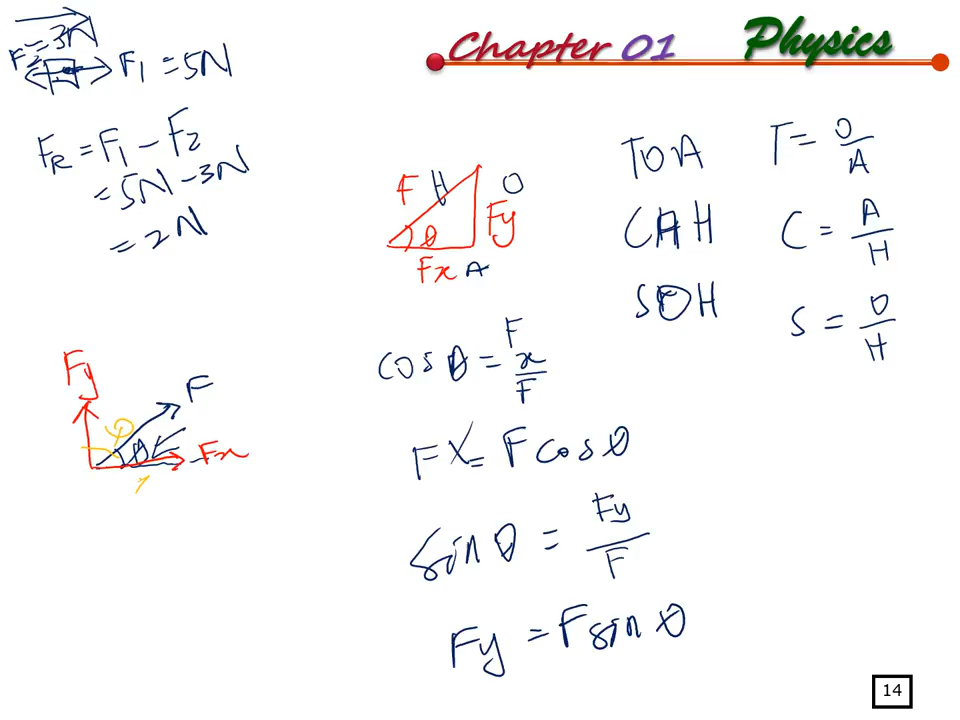 Chapter 01 Physics
F2=3N
F1 = 5N
FR = F1 - F2
= 5N - 3N
= 2N
F H O
θ Fy
Fx A
TOA T = O/A
CAH C = A/H
SOH S = O/H
cos θ = Fx/F
Fx = F cos θ
sin θ = Fy/F
Fy = F sin θ
Fy
F
θ
Fx
14